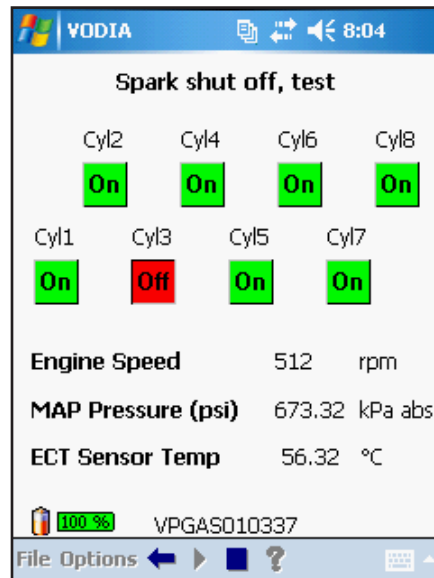 VODIA 8:04
Spark shut off, test
Cyl2 Cyl4 Cyl6 Cyl8
On On On On
Cyl1 Cyl3 Cyl5 Cyl7
On Off On On
Engine Speed 512 rpm
MAP Pressure (psi) 673.32 kPa abs
ECT Sensor Temp 56.32 °C
100 % VPGAS010337
File Options ?